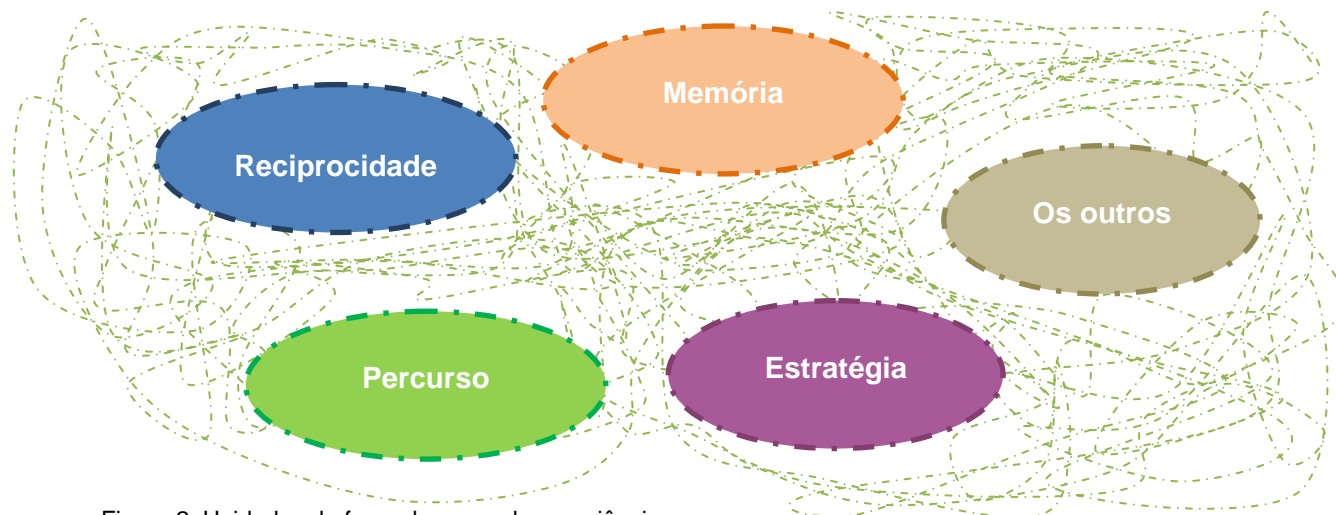 Memória
Reciprocidade
Os outros
Estratégia
Percurso